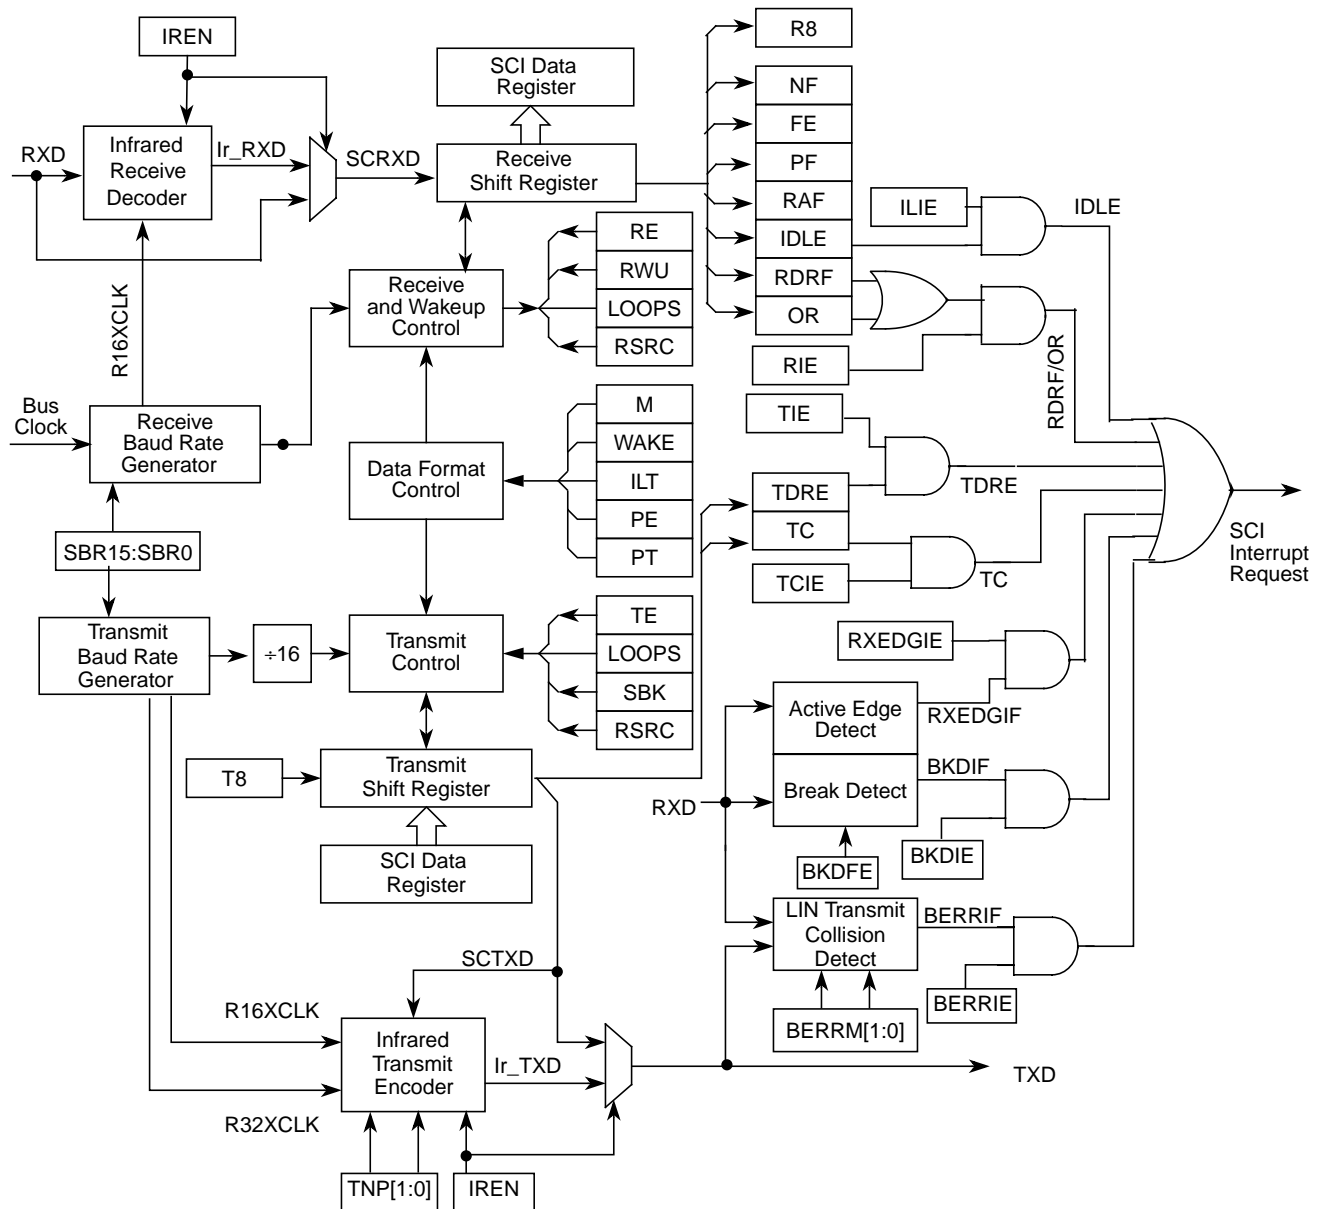 IREN
RXD
Infrared
Receive
Decoder
Ir_RXD
SCRXD
SCI Data
Register
Receive
Shift Register
R8
NF
FE
PF
RAF
IDLE
RDRF
OR
ILIE
IDLE
RIE
RDRF/OR
R16XCLK
Receive
and Wakeup
Control
RE
RWU
LOOPS
RSRC
Bus
Clock
Receive
Baud Rate
Generator
Data Format
Control
M
WAKE
ILT
PE
PT
TIE
TDRE
TC
TCIE
TDRE
TC
SCI
Interrupt
Request
SBR15:SBR0
Transmit
Baud Rate
Generator
÷16
Transmit
Control
TE
LOOPS
SBK
RSRC
RXEDGIE
Active Edge
Detect
RXEDGIF
T8
Transmit
Shift Register
RXD
Break Detect
BKDIF
BKDIE
BKDFE
SCI Data
Register
LIN Transmit
Collision
Detect
BERRIF
BERRIE
BERRM[1:0]
SCTXD
R16XCLK
Infrared
Transmit
Encoder
Ir_TXD
TXD
R32XCLK
TNP[1:0]
IREN